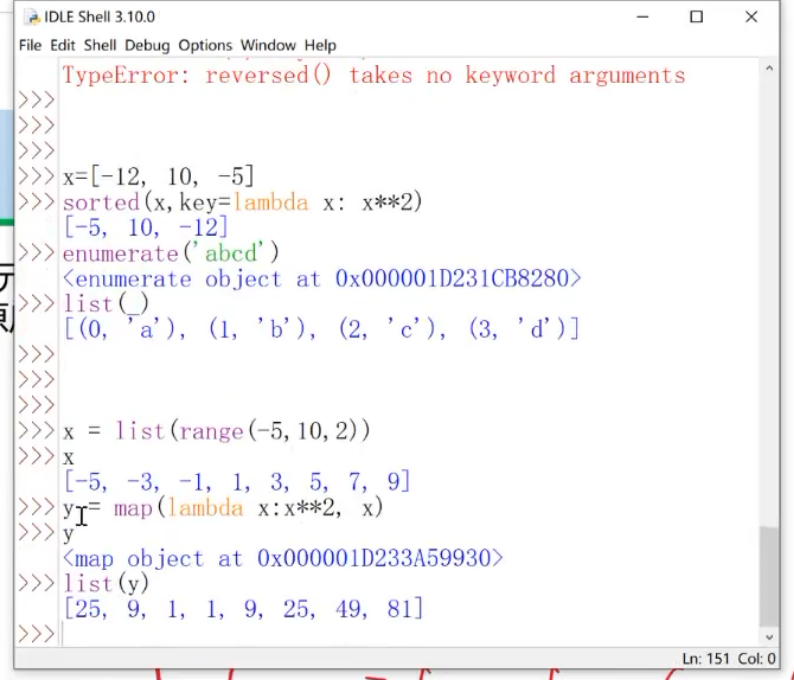 IDLE Shell 3.10.0
File Edit Shell Debug Options Window Help
TypeError: reversed() takes no keyword arguments
>>>
>>>
>>>
>>> x=[-12, 10, -5]
>>> sorted(x,key=lambda x: x**2)
[-5, 10, -12]
>>> enumerate('abcd')
<enumerate object at 0x000001D231CB8280>
>>> list(_)
[(0, 'a'), (1, 'b'), (2, 'c'), (3, 'd')]
>>>
>>>
>>>
>>> x = list(range(-5,10,2))
>>> x
[-5, -3, -1, 1, 3, 5, 7, 9]
>>> y = map(lambda x:x**2, x)
>>> y
<map object at 0x000001D233A59930>
>>> list(y)
[25, 9, 1, 1, 9, 25, 49, 81]
>>>
Ln: 151 Col: 0